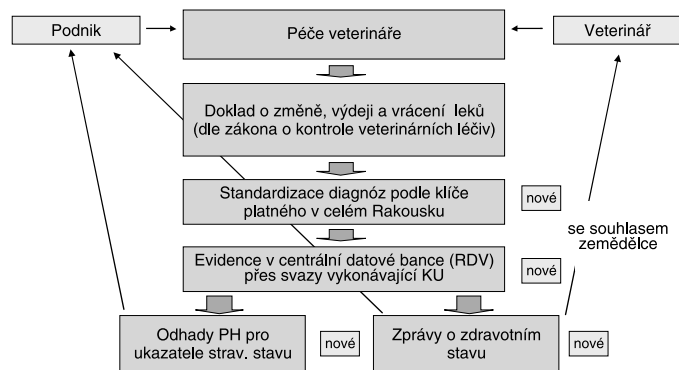 Podnik
Péče veterináře
Veterinář
Doklad o změně, výdeji a vrácení leků
(dle zákona o kontrole veterinárních léčiv)
Standardizace diagnóz podle klíče
platného v celém Rakousku
nové
se souhlasem
zemědělce
Evidence v centrální datové bance (RDV)
přes svazy vykonávající KU
nové
Odhady PH pro
ukazatele strav. stavu
nové
Zprávy o zdravotním
stavu
nové